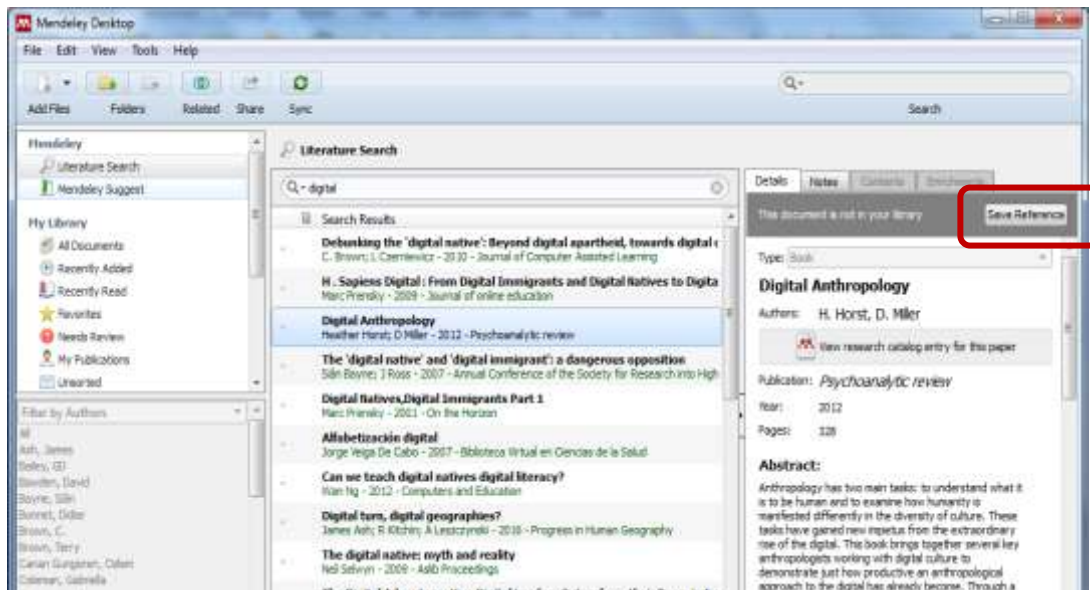 Mendeley Desktop
File Edit View Tools Help
Add Files Folders Related Share Sync
Search
Mendeley
Literature Search
Mendeley Suggest
My Library
All Documents
Recently Added
Recently Read
Favorites
Needs Review
My Publications
Unsorted
Filter by Authors
All
Ash, James
Bawden, David
Bayne, Siân
Brown, C.
Brown, Terry
Coleman, Gabriella
Literature Search
digital
Search Results
Debunking the 'digital native': Beyond digital apartheid, towards digital
C. Brown; L Czerniewicz - 2010 - Journal of Computer Assisted Learning
H. Sapiens Digital: From Digital Immigrants and Digital Natives to Digita
Marc Prensky - 2009 - Journal of online education
Digital Anthropology
Heather Horst; D Miller - 2012 - Psychoanalytic review
The 'digital native' and 'digital immigrant': a dangerous opposition
Siân Bayne; J Ross - 2007 - Annual Conference of the Society for Research into High
Digital Natives,Digital Immigrants Part 1
Marc Prensky - 2001 - On the Horizon
Alfabetización digital
Jorge Veiga De Cabo - 2007 - Biblioteca Virtual en Ciencias de la Salud
Can we teach digital natives digital literacy?
Wan Ng - 2012 - Computers and Education
Digital turn, digital geographies?
James Ash; R Kitchin; A Leszczynski - 2016 - Progress in Human Geography
The digital native: myth and reality
Neil Selwyn - 2009 - Aslib Proceedings
Details Notes Contents Enrichments
This document is not in your library
Save Reference
Type: Book
Digital Anthropology
Authors: H. Horst, D. Miller
View research catalog entry for this paper
Publication: Psychoanalytic review
Year: 2012
Pages: 328
Abstract:
Anthropology has two main tasks: to understand what it
is to be human and to examine how humanity is
manifested differently in the diversity of culture. These
tasks have gained new impetus from the extraordinary
rise of the digital. This book brings together several key
anthropologists working with digital culture to
demonstrate just how productive an anthropological
approach to the digital has already become. Through a